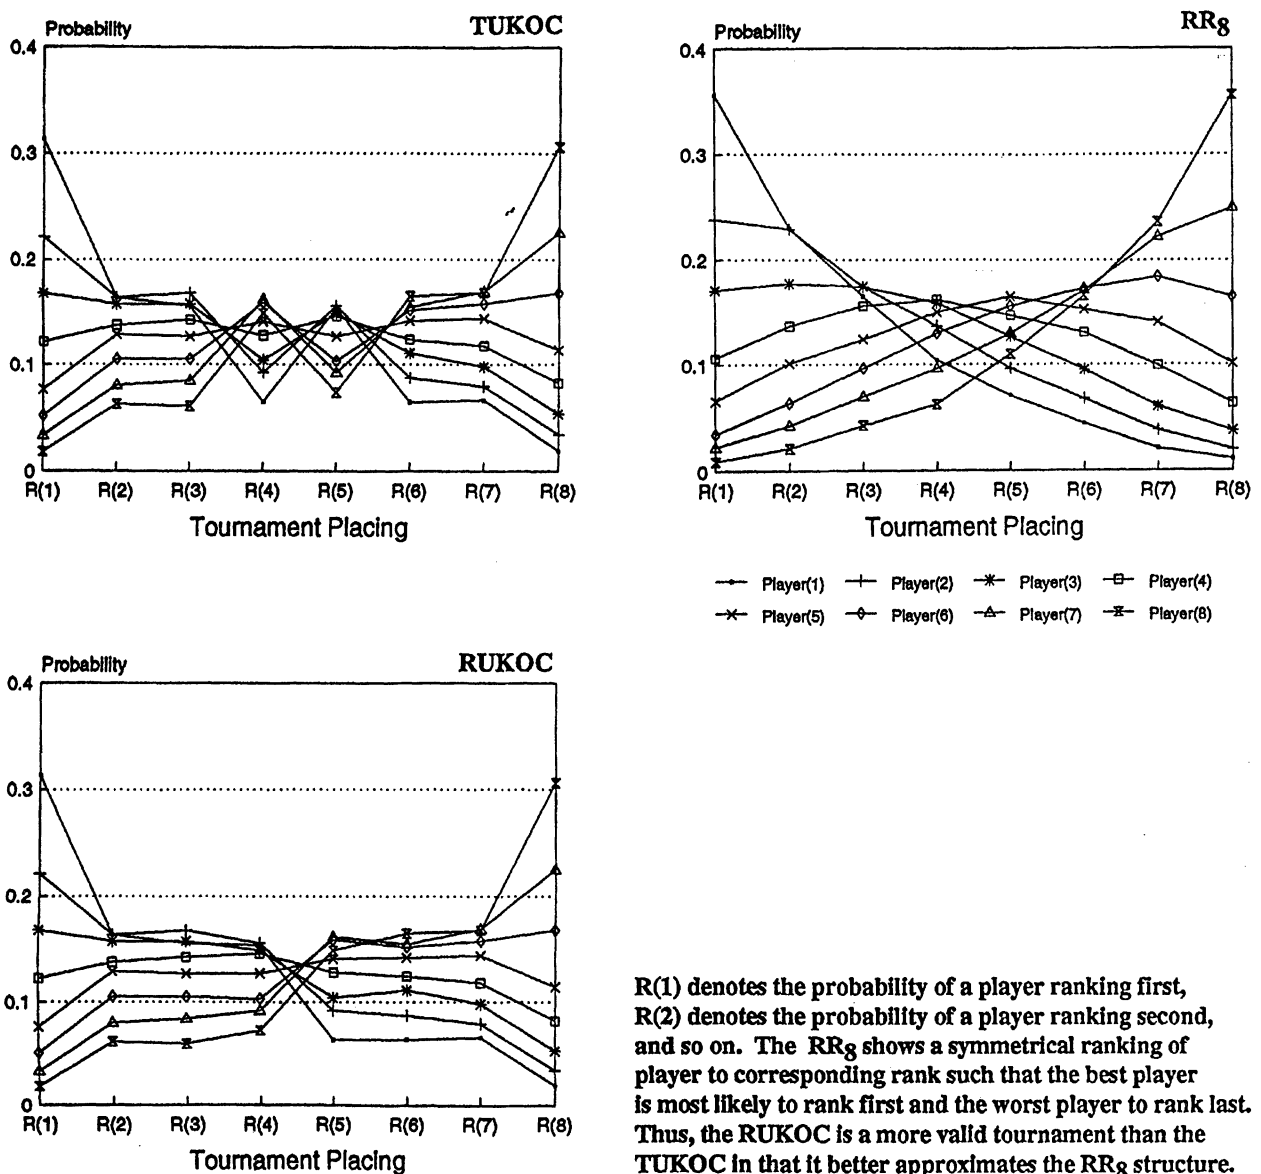 Probability TUKOC
0.4
0.3
0.2
0.1
0
R(1) R(2) R(3) R(4) R(5) R(6) R(7) R(8)
Tournament Placing
Probability RR8
0.4
0.3
0.2
0.1
0
R(1) R(2) R(3) R(4) R(5) R(6) R(7) R(8)
Tournament Placing
Player(1) Player(2) Player(3) Player(4)
Player(5) Player(6) Player(7) Player(8)
Probability RUKOC
0.4
0.3
0.2
0.1
0
R(1) R(2) R(3) R(4) R(5) R(6) R(7) R(8)
Tournament Placing
R(1) denotes the probability of a player ranking first,
R(2) denotes the probability of a player ranking second,
and so on. The RR8 shows a symmetrical ranking of
player to corresponding rank such that the best player
is most likely to rank first and the worst player to rank last.
Thus, the RUKOC is a more valid tournament than the
TUKOC in that it better approximates the RR8 structure.